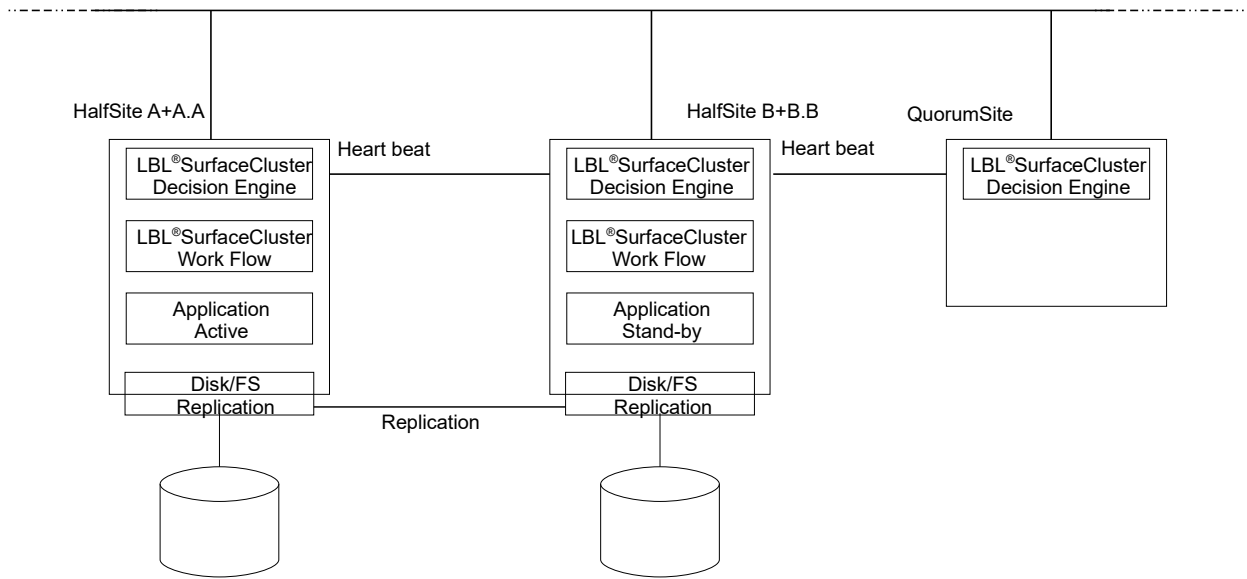 HalfSite A+A.A
HalfSite B+B.B
QuorumSite
LBL®SurfaceCluster
Decision Engine
Heart beat
LBL®SurfaceCluster
Decision Engine
Heart beat
LBL®SurfaceCluster
Decision Engine
LBL®SurfaceCluster
Work Flow
LBL®SurfaceCluster
Work Flow
Application
Active
Application
Stand-by
Disk/FS
Replication
Replication
Disk/FS
Replication